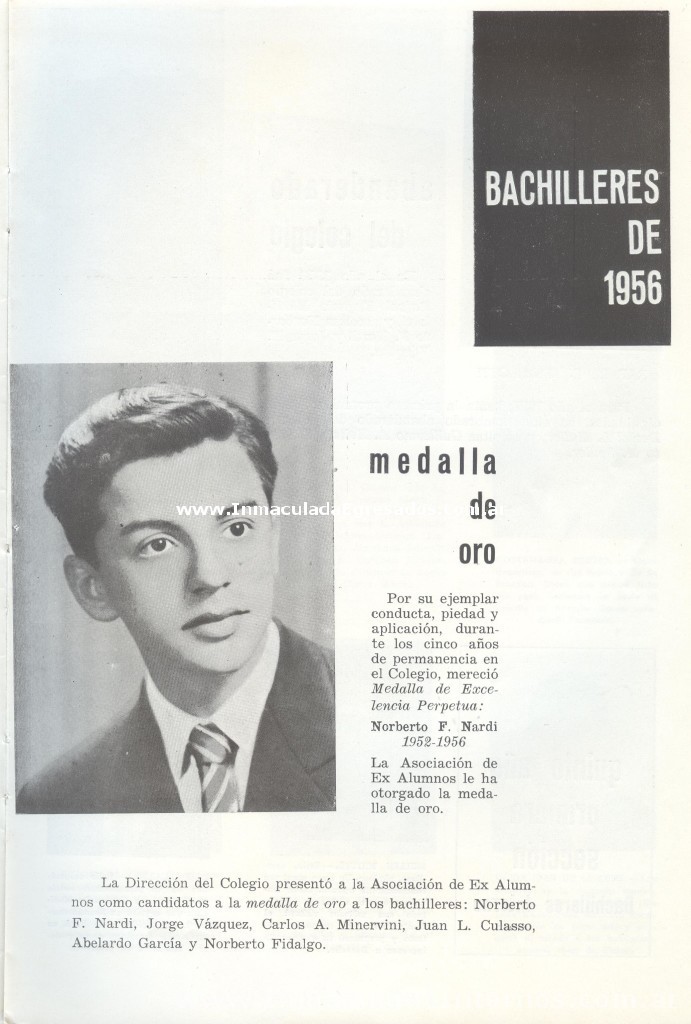 BACHILLERES
DE
1956
medalla
de
oro
Por su ejemplar
conducta, piedad y
aplicación, duran-
te los cinco años
de permanencia en
el Colegio, mereció
Medalla de Exce-
lencia Perpetua:
Norberto F. Nardi
1952-1956
La Asociación de
Ex Alumnos le ha
otorgado la meda-
lla de oro.
La Dirección del Colegio presentó a la Asociación de Ex Alum-
nos como candidatos a la medalla de oro a los bachilleres: Norberto
F. Nardi, Jorge Vázquez, Carlos A. Minervini, Juan L. Culasso,
Abelardo García y Norberto Fidalgo.